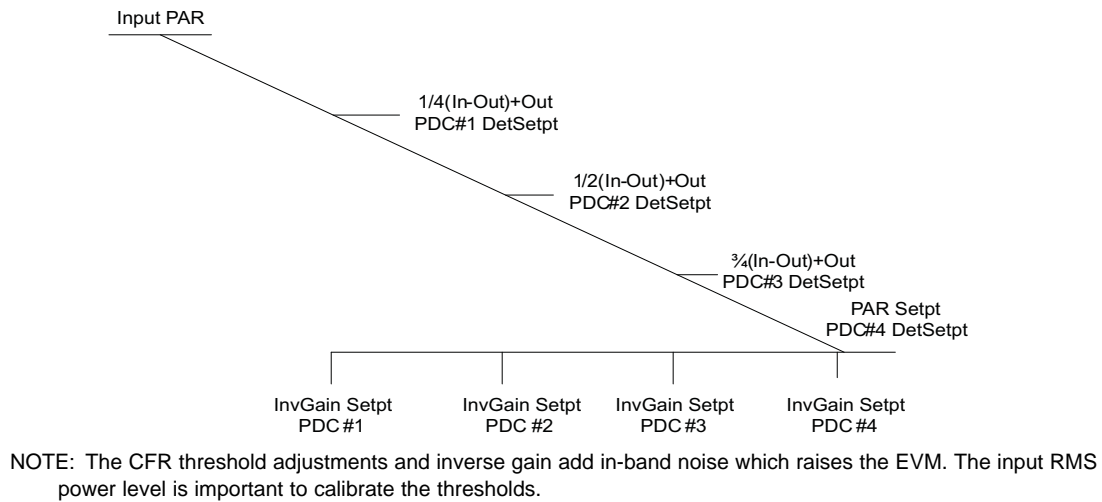 Input PAR
1/4(In-Out)+Out
PDC#1 DetSetpt
1/2(In-Out)+Out
PDC#2 DetSetpt
¾(In-Out)+Out
PDC#3 DetSetpt
PAR Setpt
PDC#4 DetSetpt
InvGain Setpt
PDC #1
InvGain Setpt
PDC #2
InvGain Setpt
PDC #3
InvGain Setpt
PDC #4
NOTE: The CFR threshold adjustments and inverse gain add in-band noise which raises the EVM. The input RMS
power level is important to calibrate the thresholds.